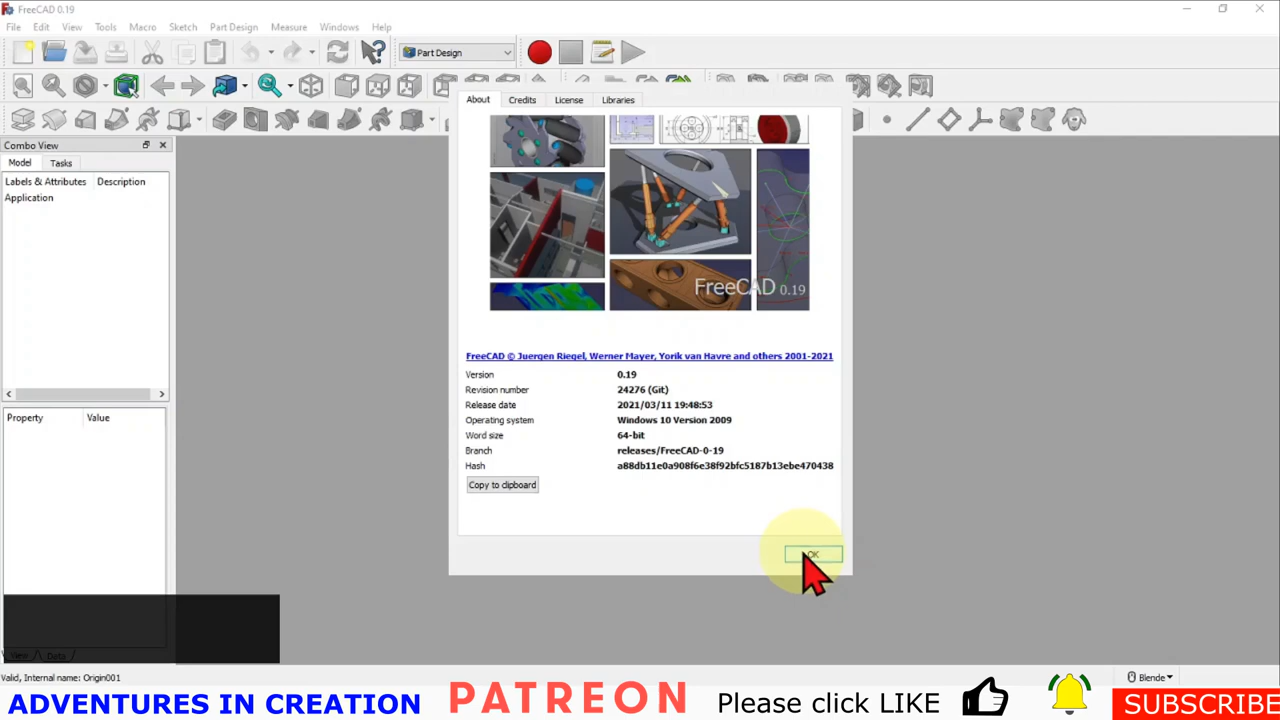 FreeCAD 0.19
File Edit View Tools Macro Sketch Part Design Measure Windows Help
Part Design
Combo View
Model Tasks
Labels & Attributes Description
Application
Property Value
View Data
About Credits License Libraries
FreeCAD 0.19
FreeCAD © Juergen Riegel, Werner Mayer, Yorik van Havre and others 2001-2021
Version 0.19
Revision number 24276 (Git)
Release date 2021/03/11 19:48:53
Operating system Windows 10 Version 2009
Word size 64-bit
Branch releases/FreeCAD-0-19
Hash a88db11e0a908f6e38f92bfc5187b13ebe470438
Copy to clipboard
OK
Valid, Internal name: Origin001
Blende
ADVENTURES IN CREATION PATREON Please click LIKE SUBSCRIBE